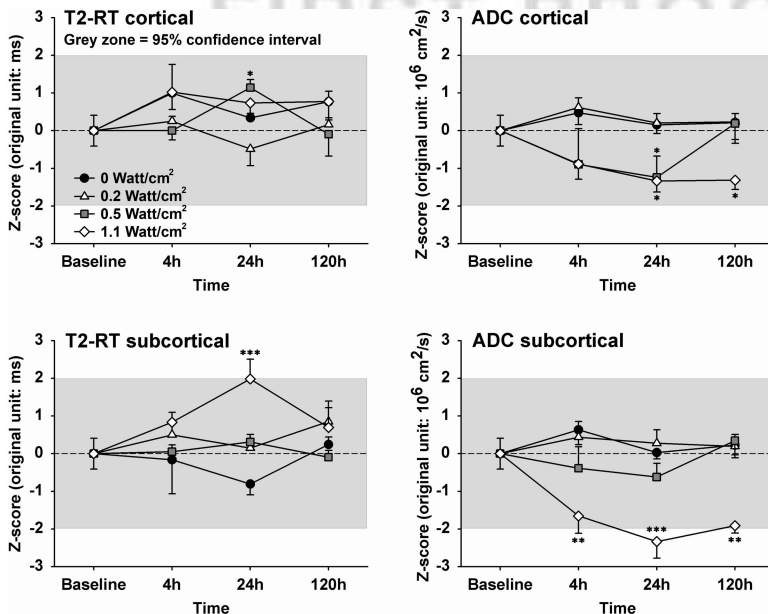 T2-RT cortical
Grey zone = 95% confidence interval
Z-score (original unit: ms)
3
2
1
0
-1
-2
-3
*
0 Watt/cm²
0.2 Watt/cm²
0.5 Watt/cm²
1.1 Watt/cm²
Baseline 4h 24h 120h
Time
ADC cortical
Z-score (original unit: 10⁶ cm²/s)
3
2
1
0
-1
-2
-3
*
* *
Baseline 4h 24h 120h
Time
T2-RT subcortical
Z-score (original unit: ms)
3
2
1
0
-1
-2
-3
***
Baseline 4h 24h 120h
Time
ADC subcortical
Z-score (original unit: 10⁶ cm²/s)
3
2
1
0
-1
-2
-3
** *** **
Baseline 4h 24h 120h
Time